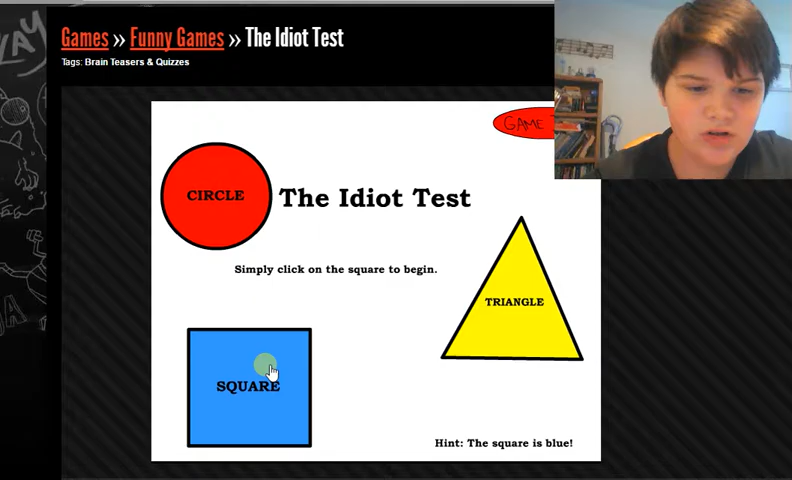 Games » Funny Games » The Idiot Test
Tags: Brain Teasers & Quizzes
GAME
CIRCLE
The Idiot Test
Simply click on the square to begin.
TRIANGLE
SQUARE
Hint: The square is blue!